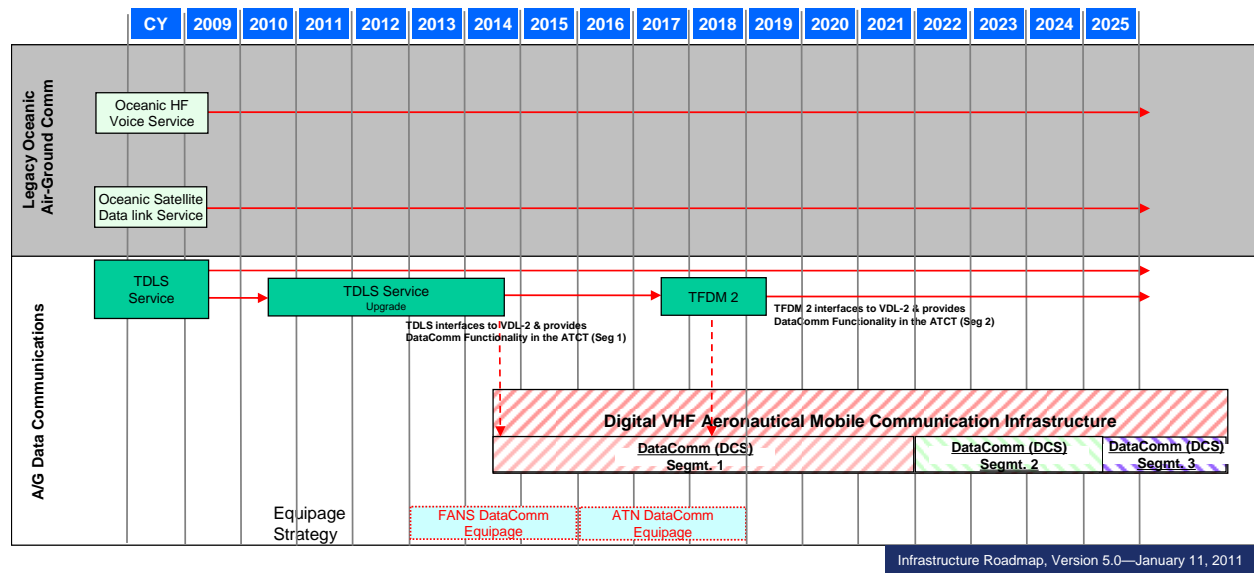 CY 2009 2010 2011 2012 2013 2014 2015 2016 2017 2018 2019 2020 2021 2022 2023 2024 2025
Legacy Oceanic
Air-Ground Comm
Oceanic HF
Voice Service
Oceanic Satellite
Data link Service
A/G Data Communications
TDLS
Service
TDLS Service
Upgrade
TFDM 2
TDLS interfaces to VDL-2 & provides
DataComm Functionality in the ATCT (Seg 1)
TFDM 2 interfaces to VDL-2 & provides
DataComm Functionality in the ATCT (Seg 2)
Digital VHF Aeronautical Mobile Communication Infrastructure
DataComm (DCS)
Segmt. 1
DataComm (DCS)
Segmt. 2
DataComm (DCS)
Segmt. 3
Equipage
Strategy
FANS DataComm
Equipage
ATN DataComm
Equipage
Infrastructure Roadmap, Version 5.0—January 11, 2011